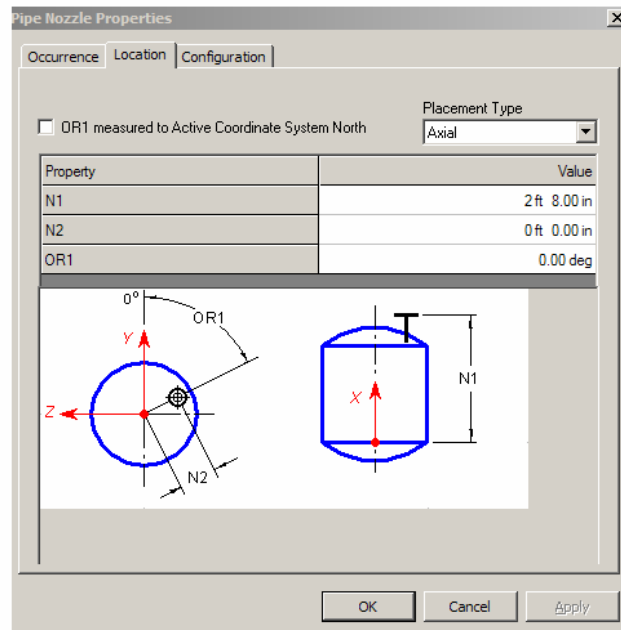 Pipe Nozzle Properties
Occurrence Location Configuration
Placement Type
OR1 measured to Active Coordinate System North
Axial
Property Value
N1 2 ft 8.00 in
N2 0 ft 0.00 in
OR1 0.00 deg
0°
OR1
Y
Z
N2
X
N1
OK Cancel Apply